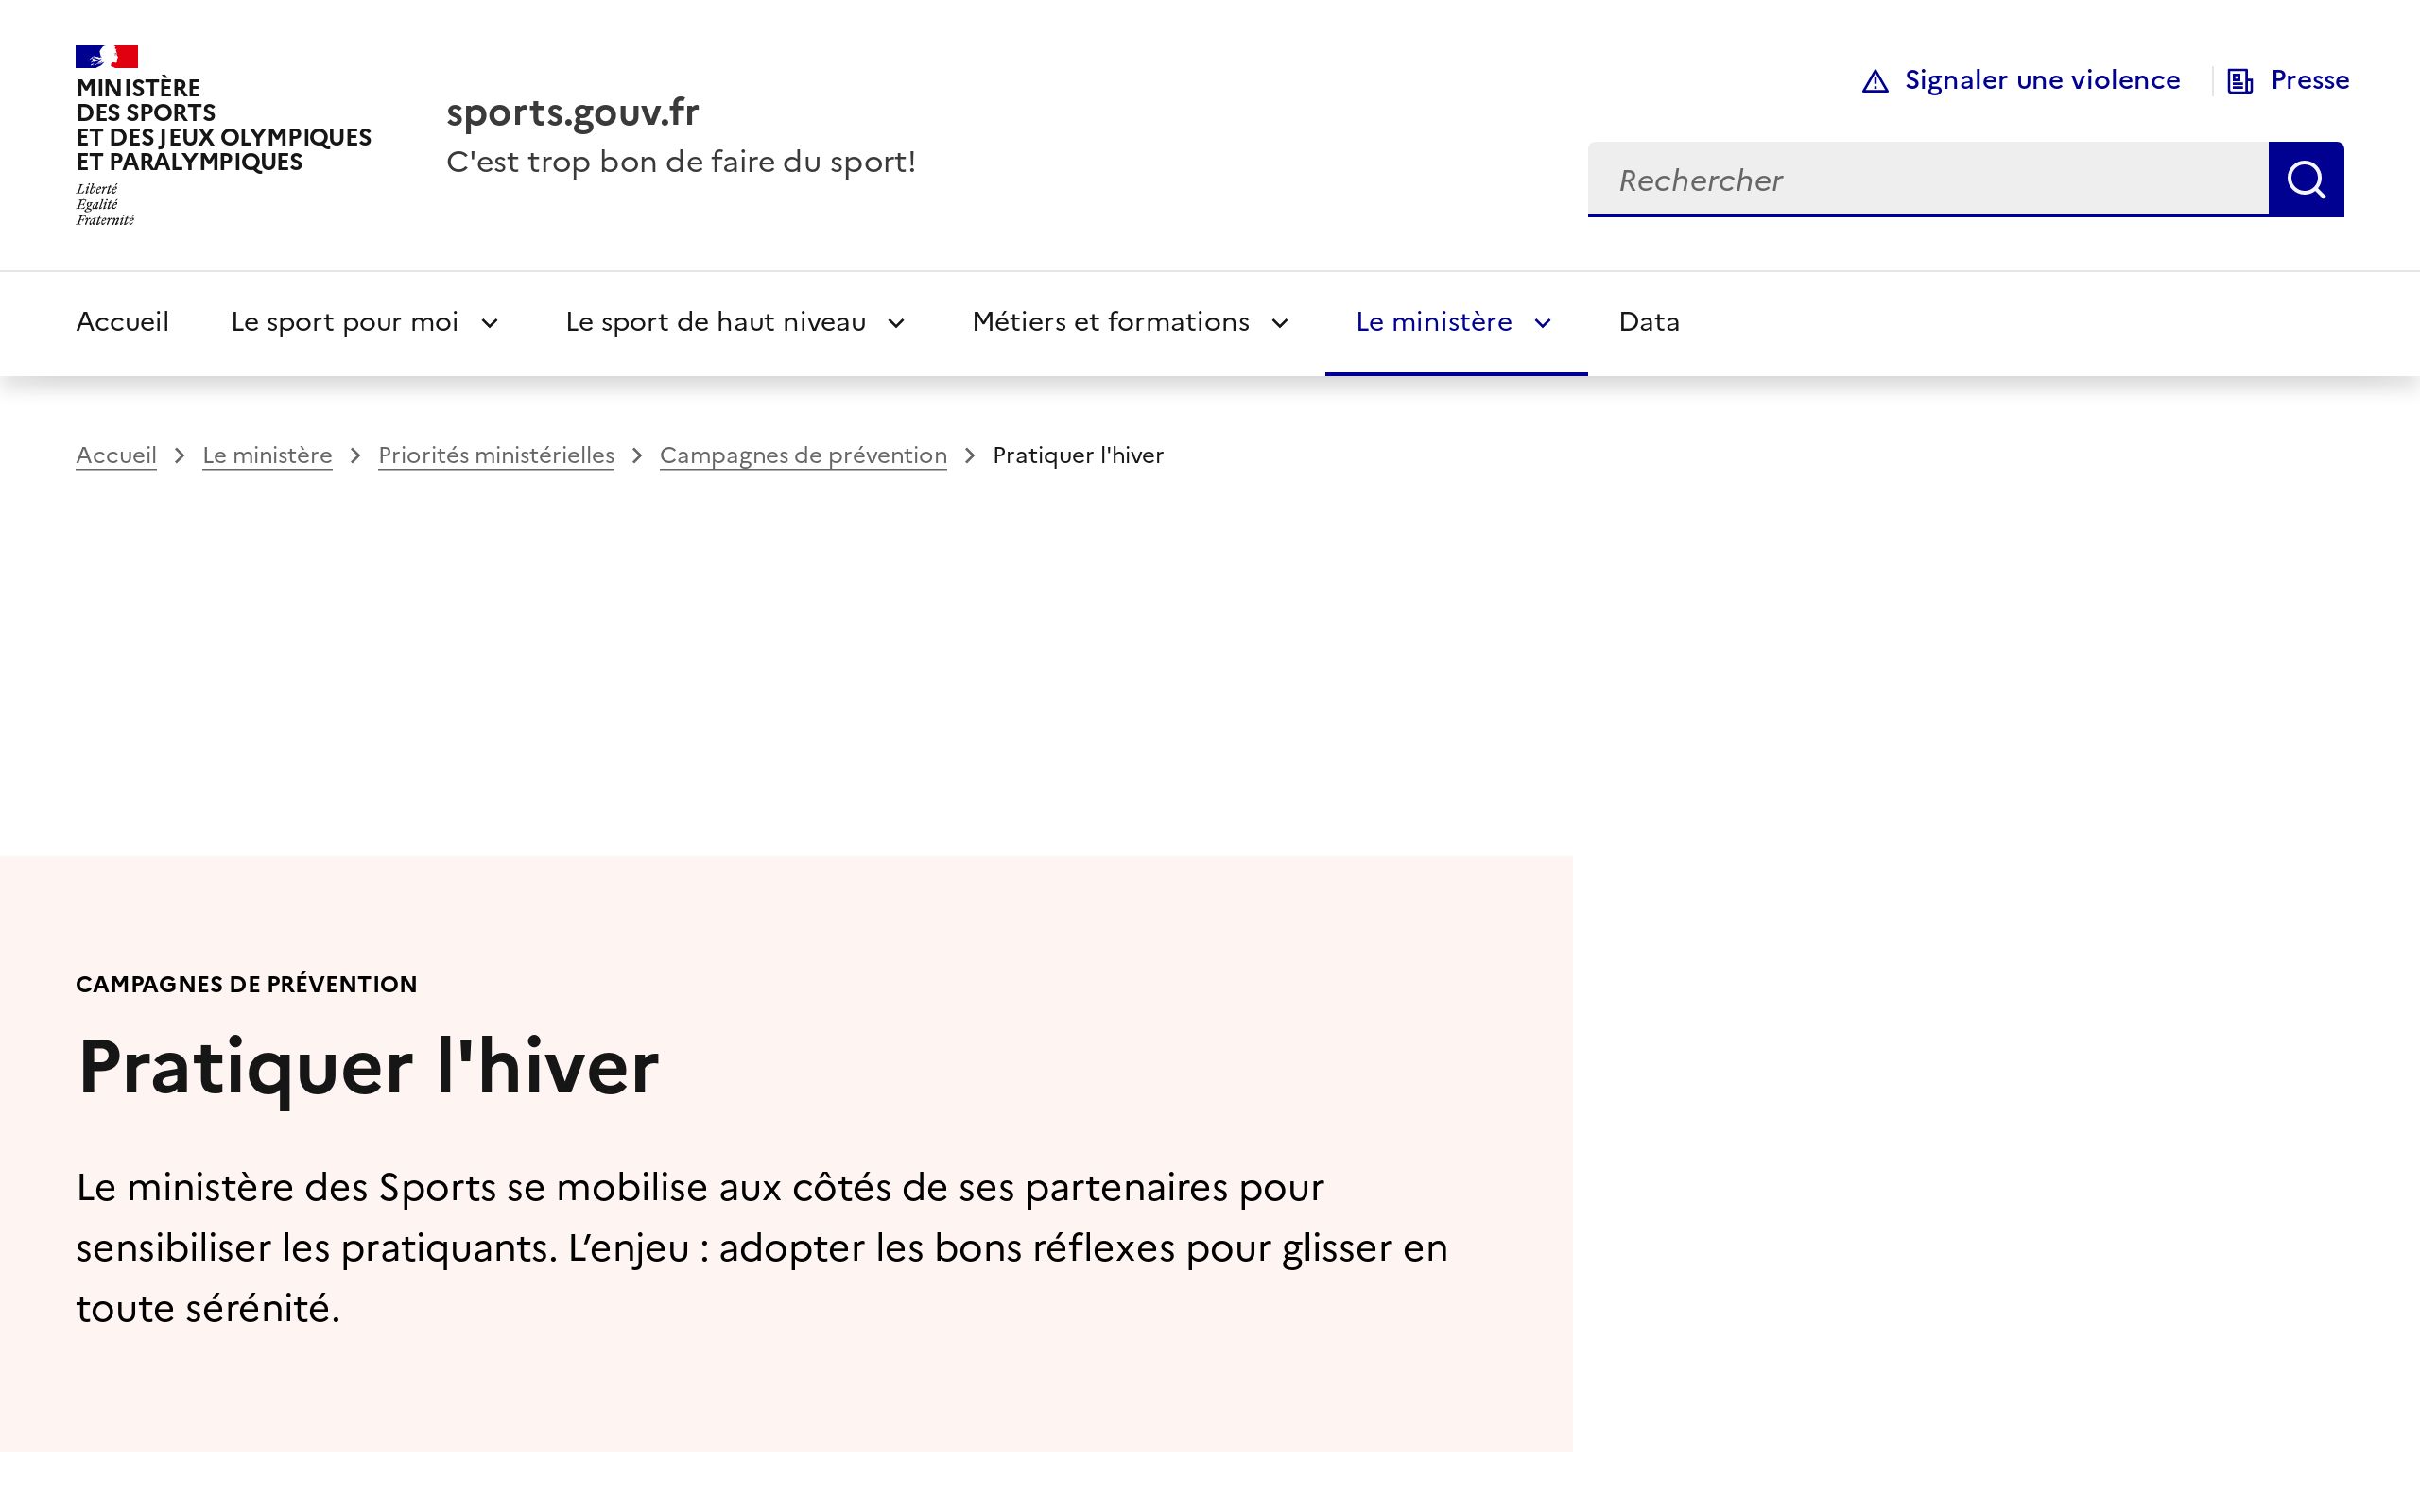 MINISTÈRE
DES SPORTS
ET DES JEUX OLYMPIQUES
ET PARALYMPIQUES
Liberté
Égalité
Fraternité
sports.gouv.fr
C'est trop bon de faire du sport!
Signaler une violence
Presse
Rechercher
Accueil Le sport pour moi Le sport de haut niveau Métiers et formations Le ministère Data
Accueil > Le ministère > Priorités ministérielles > Campagnes de prévention > Pratiquer l'hiver
CAMPAGNES DE PRÉVENTION
Pratiquer l'hiver
Le ministère des Sports se mobilise aux côtés de ses partenaires pour
sensibiliser les pratiquants. L’enjeu : adopter les bons réflexes pour glisser en
toute sérénité.